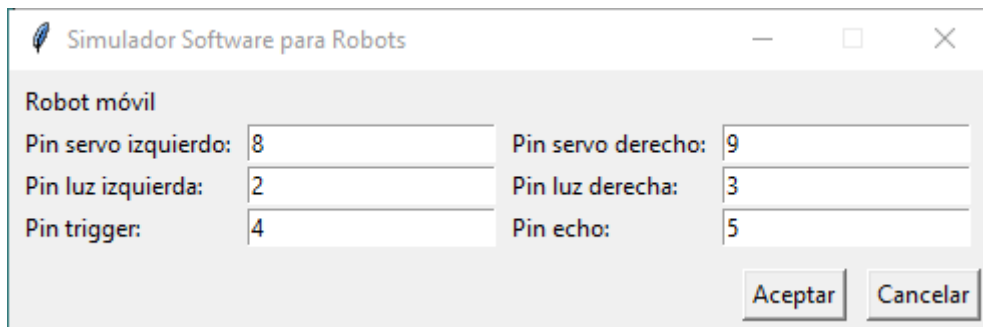 Simulador Software para Robots
Robot móvil
Pin servo izquierdo: 8 Pin servo derecho: 9
Pin luz izquierda: 2 Pin luz derecha: 3
Pin trigger: 4 Pin echo: 5
Aceptar Cancelar